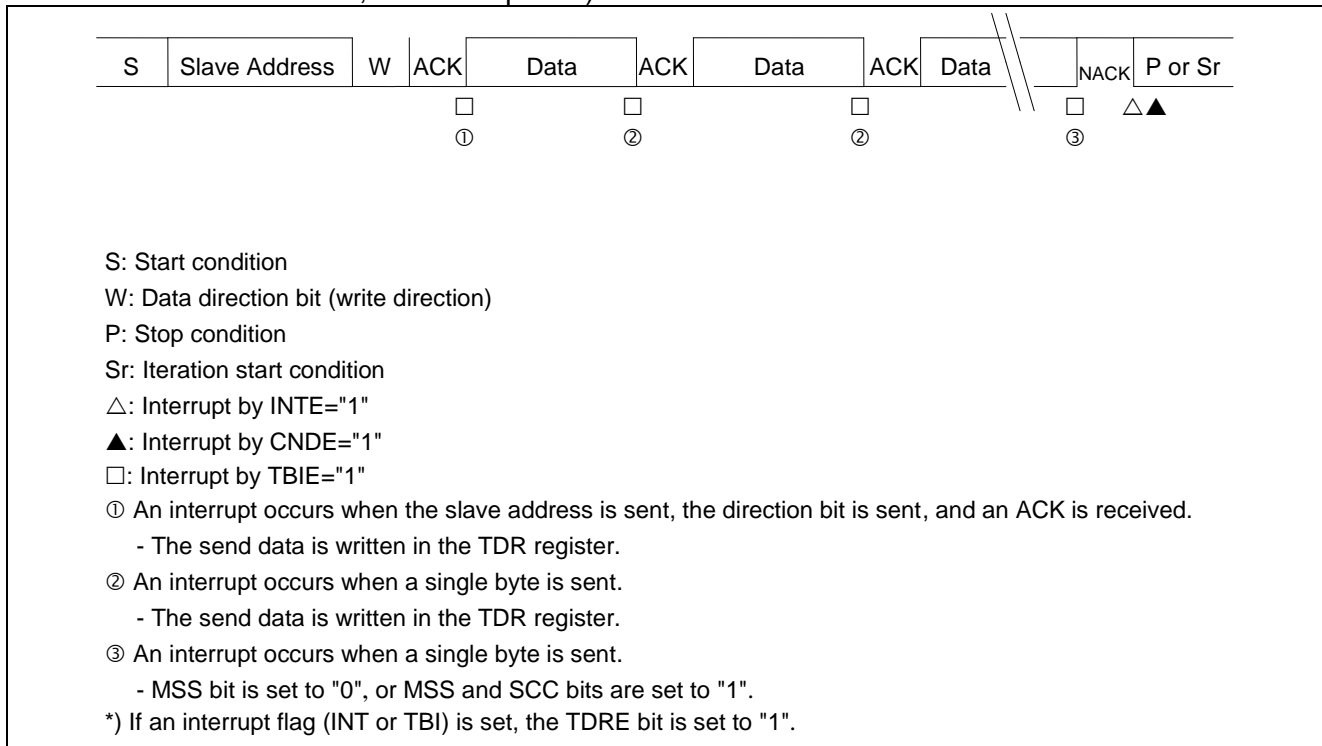 S Slave Address W ACK Data ACK Data ACK Data NACK P or Sr
□ □ □ □ △▲
① ② ② ③
S: Start condition
W: Data direction bit (write direction)
P: Stop condition
Sr: Iteration start condition
△: Interrupt by INTE="1"
▲: Interrupt by CNDE="1"
□: Interrupt by TBIE="1"
① An interrupt occurs when the slave address is sent, the direction bit is sent, and an ACK is received.
- The send data is written in the TDR register.
② An interrupt occurs when a single byte is sent.
- The send data is written in the TDR register.
③ An interrupt occurs when a single byte is sent.
- MSS bit is set to "0", or MSS and SCC bits are set to "1".
*) If an interrupt flag (INT or TBI) is set, the TDRE bit is set to "1".